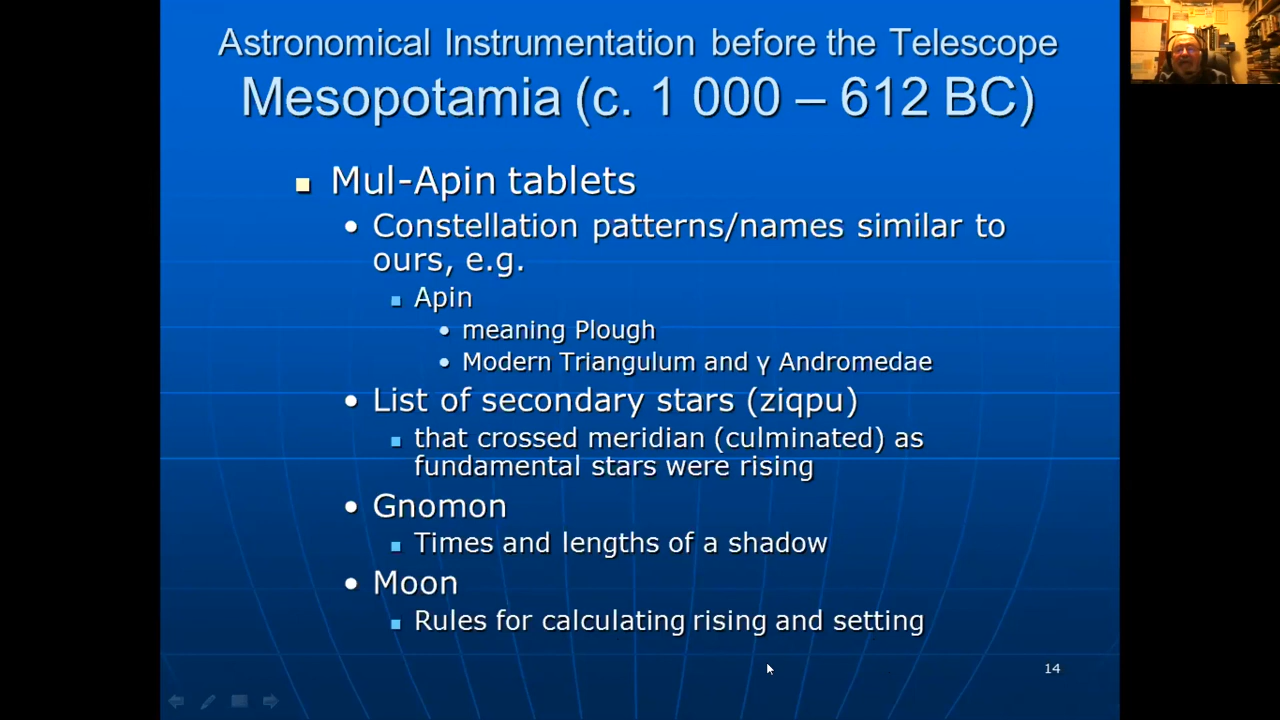 Astronomical Instrumentation before the Telescope
Mesopotamia (c. 1 000 – 612 BC)
Mul-Apin tablets
Constellation patterns/names similar to
ours, e.g.
Apin
meaning Plough
Modern Triangulum and γ Andromedae
List of secondary stars (ziqpu)
that crossed meridian (culminated) as
fundamental stars were rising
Gnomon
Times and lengths of a shadow
Moon
Rules for calculating rising and setting
14